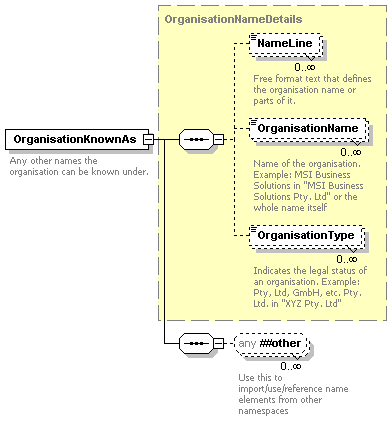 OrganisationNameDetails
NameLine
0..∞
Free format text that defines
the organisation name or
parts of it.
OrganisationKnownAs
Any other names the
organisation can be known under.
OrganisationName
0..∞
Name of the organisation.
Example: MSI Business
Solutions in "MSI Business
Solutions Pty. Ltd" or the
whole name itself
OrganisationType
0..∞
Indicates the legal status of
an organisation. Example:
Pty, Ltd, GmbH, etc. Pty.
Ltd. in "XYZ Pty. Ltd"
any ##other
0..∞
Use this to
import/use/reference name
elements from other
namespaces